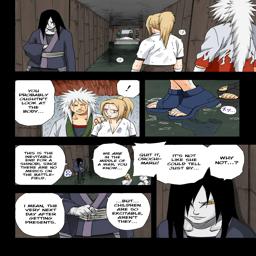 YOU
PROBABLY
OUGHTN'T
LOOK AT
THE
BODY...
!
WHY
NOT...?
IT'S NOT
LIKE SHE
COULD TELL
JUST BY...
QUIT IT,
OROCHI-
MARU!
WE ARE
IN THE
MIDDLE OF
A WAR, YOU
KNOW...
THIS IS THE
INEVITABLE
END FOR A
SHINOBI, SINCE
THERE ARE NO
MEDICS ON
THE BATTLE-
FIELD.
...BUT...
CHILDREN
ARE SO
EXCITABLE,
AREN'T
THEY...
I MEAN, THE
VERY NEXT
DAY AFTER
GETTING
PRESENTS.